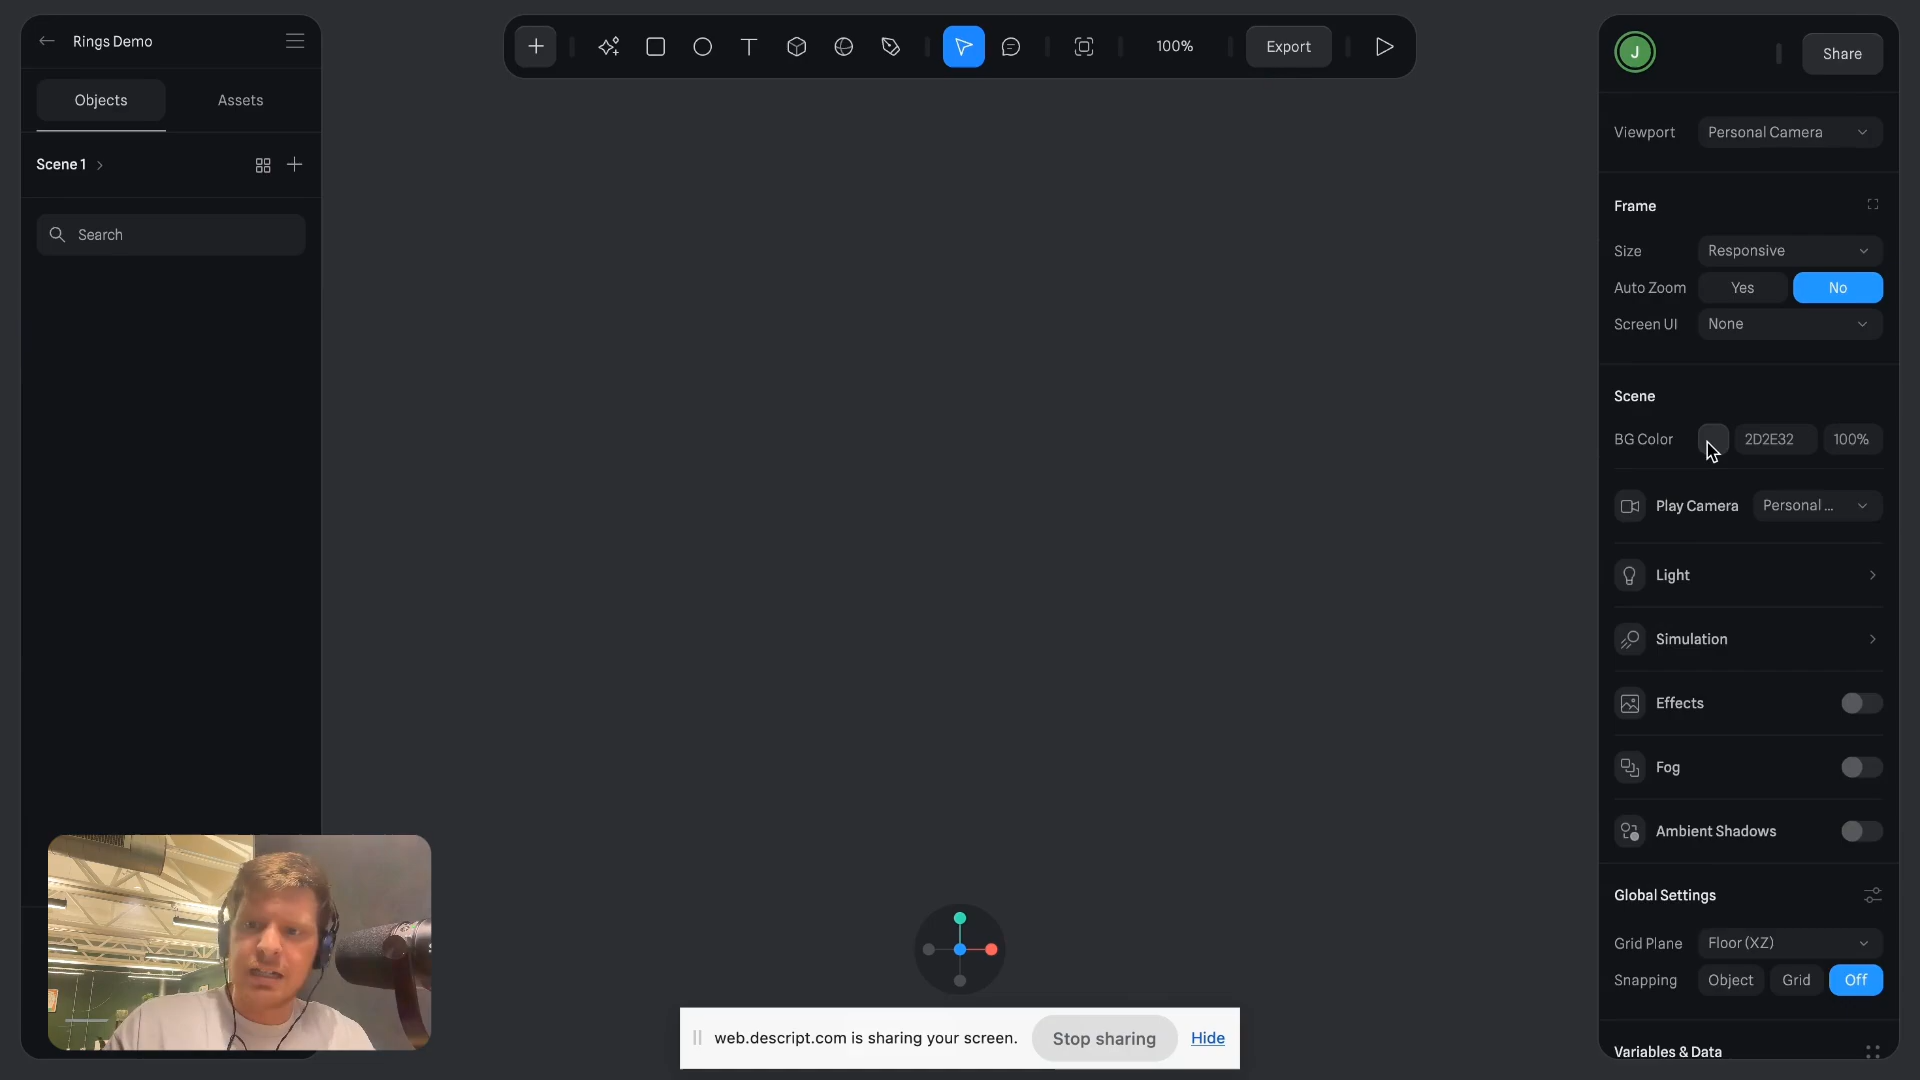 Rings Demo
Objects
Assets
Scene 1
Search
100%
Export
J
Share
Viewport
Personal Camera
Frame
Size
Responsive
Auto Zoom
Yes
No
Screen UI
None
Scene
BG Color
2D2E32
100%
Play Camera
Personal ...
Light
Simulation
Effects
Fog
Ambient Shadows
Global Settings
Grid Plane
Floor (XZ)
Snapping
Object
Grid
Off
Variables & Data
web.descript.com is sharing your screen.
Stop sharing
Hide